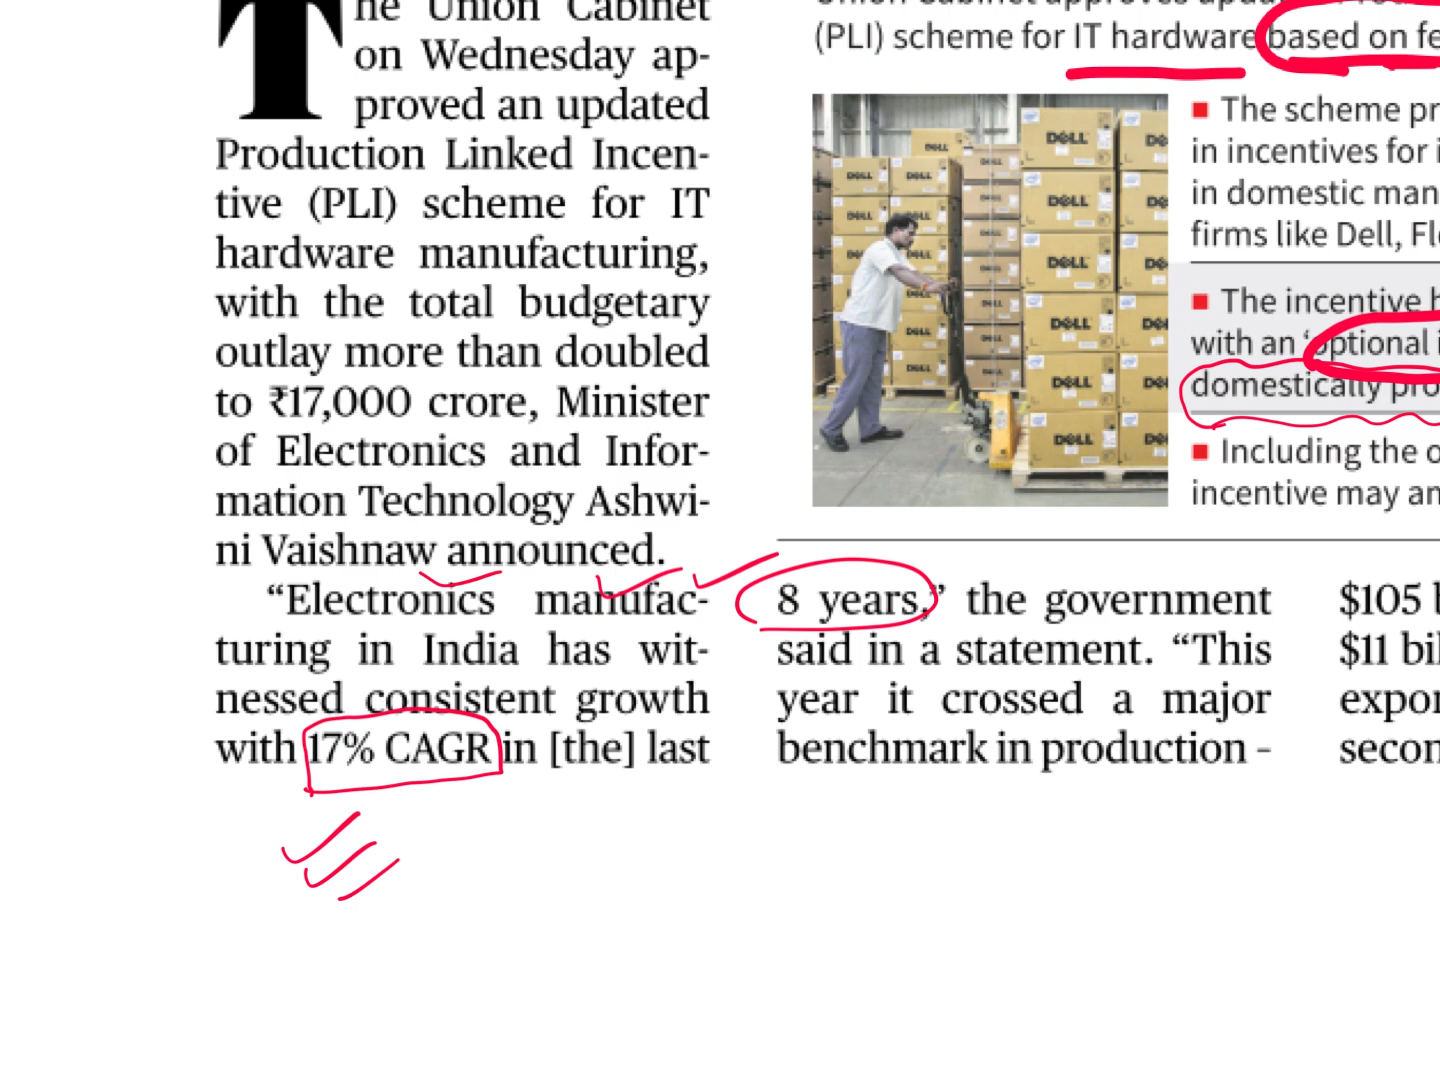 The Union Cabinet
on Wednesday ap-
proved an updated
Production Linked Incen-
tive (PLI) scheme for IT
hardware manufacturing,
with the total budgetary
outlay more than doubled
to ₹17,000 crore, Minister
of Electronics and Infor-
mation Technology Ashwi-
ni Vaishnaw announced.
“Electronics manufac-
turing in India has wit-
nessed consistent growth
with 17% CAGR in [the] last
(PLI) scheme for IT hardware based on
DELL
The scheme
in incentives for
in domestic
firms like Dell,
The incentive
with an ‘optional
domestically
Including the
incentive may
8 years,” the government
said in a statement. “This
year it crossed a major
benchmark in production -
$105
$11